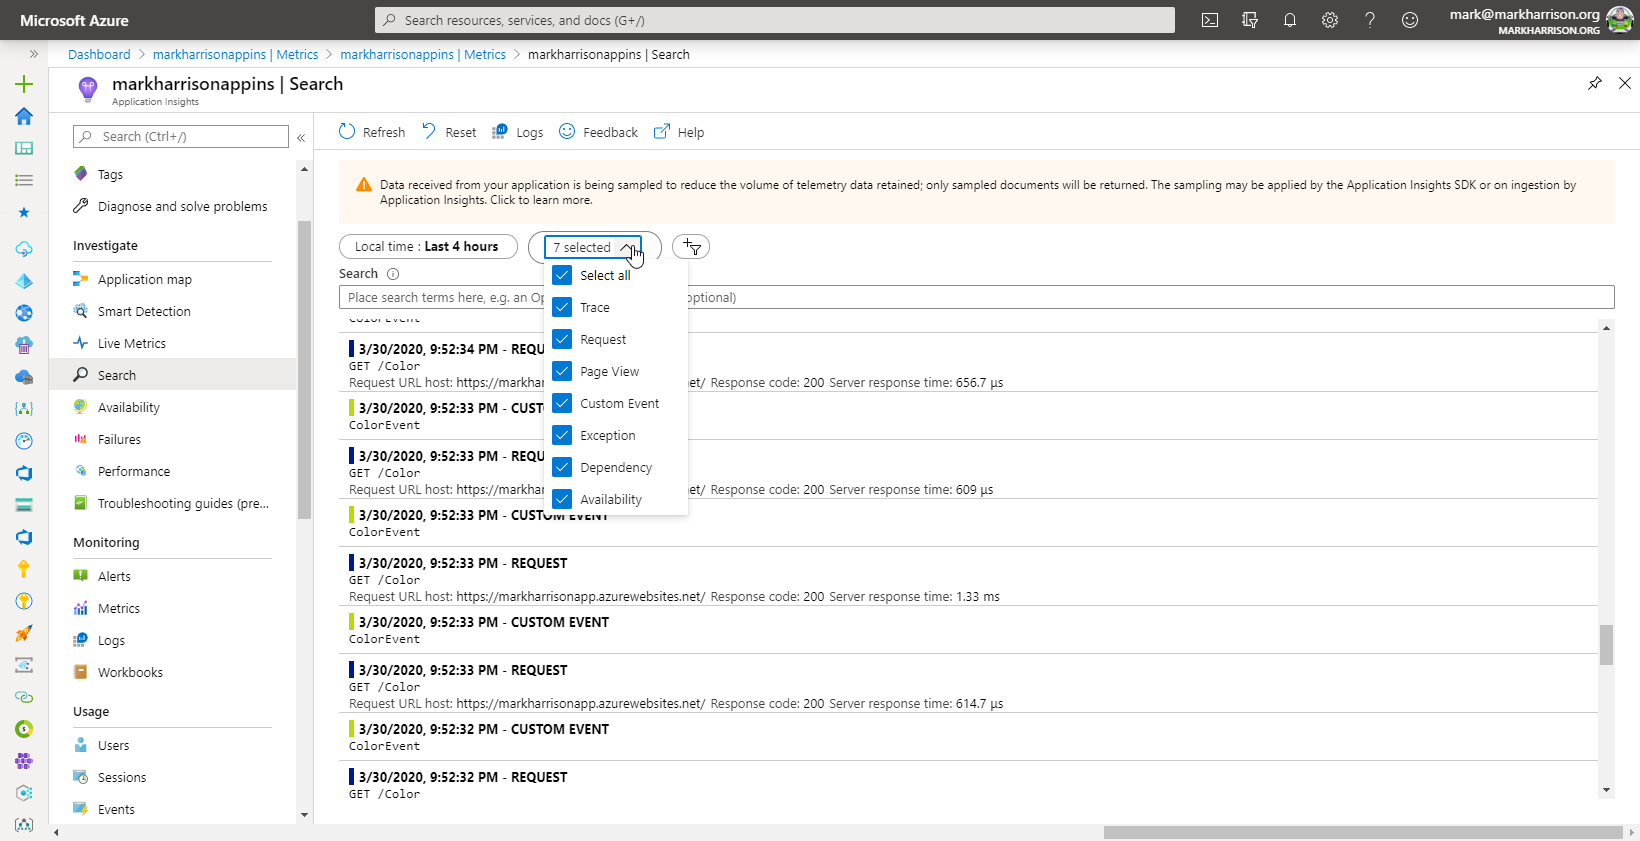 Microsoft Azure
Search resources, services, and docs (G+/)
mark@markharrison.org
MARKHARRISON.ORG
Dashboard > markharrisonappins | Metrics > markharrisonappins | Metrics > markharrisonappins | Search
markharrisonappins | Search
Application Insights
Search (Ctrl+/)
Tags
Diagnose and solve problems
Investigate
Application map
Smart Detection
Live Metrics
Search
Availability
Failures
Performance
Troubleshooting guides (pre...
Monitoring
Alerts
Metrics
Logs
Workbooks
Usage
Users
Sessions
Events
Refresh Reset Logs Feedback Help
Data received from your application is being sampled to reduce the volume of telemetry data retained; only sampled documents will be returned. The sampling may be applied by the Application Insights SDK or on ingestion by
Application Insights. Click to learn more.
Local time : Last 4 hours
7 selected
Select all
Trace
Request
Page View
Custom Event
Exception
Dependency
Availability
Search
Place search terms here, e.g. an Op optional)
ColorEvent
3/30/2020, 9:52:34 PM - REQU
GET /Color
Request URL host: https://markhar net/ Response code: 200 Server response time: 656.7 µs
3/30/2020, 9:52:33 PM - CUST
ColorEvent
3/30/2020, 9:52:33 PM - REQU
GET /Color
Request URL host: https://markhar net/ Response code: 200 Server response time: 609 µs
3/30/2020, 9:52:33 PM - CUSTOM EVENT
ColorEvent
3/30/2020, 9:52:33 PM - REQUEST
GET /Color
Request URL host: https://markharrisonapp.azurewebsites.net/ Response code: 200 Server response time: 1.33 ms
3/30/2020, 9:52:33 PM - CUSTOM EVENT
ColorEvent
3/30/2020, 9:52:33 PM - REQUEST
GET /Color
Request URL host: https://markharrisonapp.azurewebsites.net/ Response code: 200 Server response time: 614.7 µs
3/30/2020, 9:52:32 PM - CUSTOM EVENT
ColorEvent
3/30/2020, 9:52:32 PM - REQUEST
GET /Color